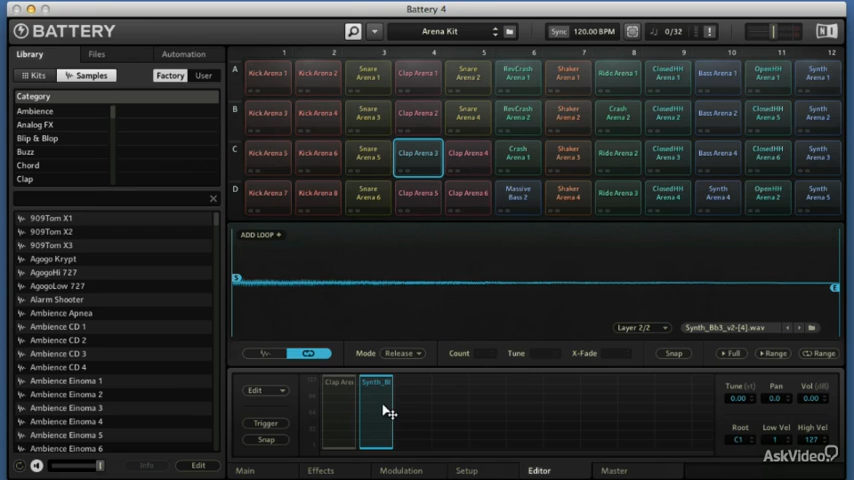 Battery 4
BATTERY
Arena Kit
Sync 120.00 BPM
0/32
Library Files Automation
Kits Samples Factory User
Category
Ambience
Analog FX
Blip & Blop
Buzz
Chord
Clap
909Tom X1
909Tom X2
909Tom X3
Agogo Krypt
AgogoHi 727
AgogoLow 727
Alarm Shooter
Ambience Apnea
Ambience CD 1
Ambience CD 2
Ambience CD 3
Ambience CD 4
Ambience Einoma 1
Ambience Einoma 2
Ambience Einoma 3
Ambience Einoma 4
Ambience Einoma 5
Ambience Einoma 6
Info Edit
1 2 3 4 5 6 7 8 9 10 11 12
A Kick Arena 1 Kick Arena 2 Snare Arena 1 Clap Arena 1 Snare Arena 2 RevCrash Arena 1 Shaker Arena 1 Ride Arena 1 ClosedHH Arena 1 Bass Arena 1 OpenHH Arena 1 Synth Arena 1
B Kick Arena 3 Kick Arena 4 Snare Arena 3 Clap Arena 2 Snare Arena 4 RevCrash Arena 2 Shaker Arena 2 Crash Arena 2 ClosedHH Arena 2 Bass Arena 2 ClosedHH Arena 5 Synth Arena 2
C Kick Arena 5 Kick Arena 6 Snare Arena 5 Clap Arena 3 Clap Arena 4 Crash Arena 1 Shaker Arena 3 Ride Arena 2 ClosedHH Arena 3 Bass Arena 4 ClosedHH Arena 6 Synth Arena 3
D Kick Arena 7 Kick Arena 8 Snare Arena 6 Clap Arena 5 Clap Arena 6 Massive Bass 2 Shaker Arena 4 Ride Arena 3 ClosedHH Arena 4 Synth Arena 4 OpenHH Arena 2 Synth Arena 5
ADD LOOP +
S
E
Layer 2/2 Synth_Bb3_v2-[4].wav
Mode Release Count Tune X-Fade Snap Full Range Range
Edit
Trigger
Snap
127
Clap Aren Synth_Bl
Tune (st) Pan Vol (dB)
0.00 0.0 0.00
Root Low Vel High Vel
C1 1 127
Main Effects Modulation Setup Editor Master
AskVideo